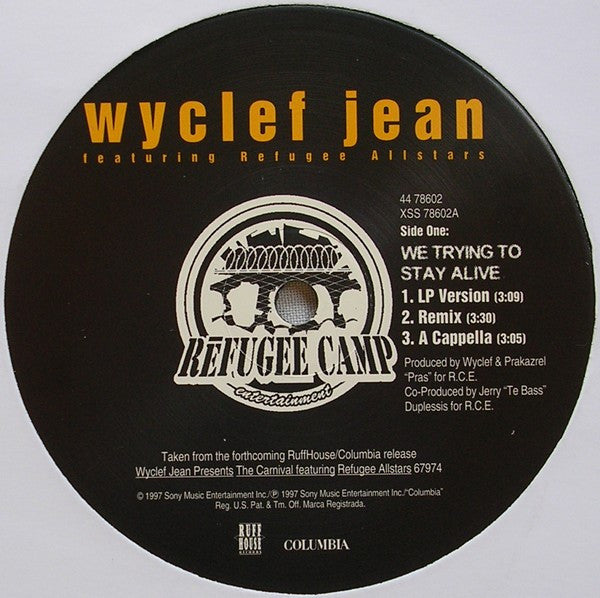 wyclef jean
featuring Refugee Allstars
44 78602
XSS 78602A
Side One:
WE TRYING TO
STAY ALIVE
1. LP Version (3:09)
2. Remix (3:30)
3. A Cappella (3:05)
Produced by Wyclef & Prakazrel
"Pras" for R.C.E.
Co-Produced by Jerry "Te Bass"
Duplessis for R.C.E.
REFUGEE CAMP
entertainment
Taken from the forthcoming RuffHouse/Columbia release
Wyclef Jean Presents The Carnival featuring Refugee Allstars 67974
© 1997 Sony Music Entertainment Inc./℗ 1997 Sony Music Entertainment Inc./"Columbia"
Reg. U.S. Pat. & Tm. Off. Marca Registrada.
RUFF
HOUSE
RECORDS
COLUMBIA